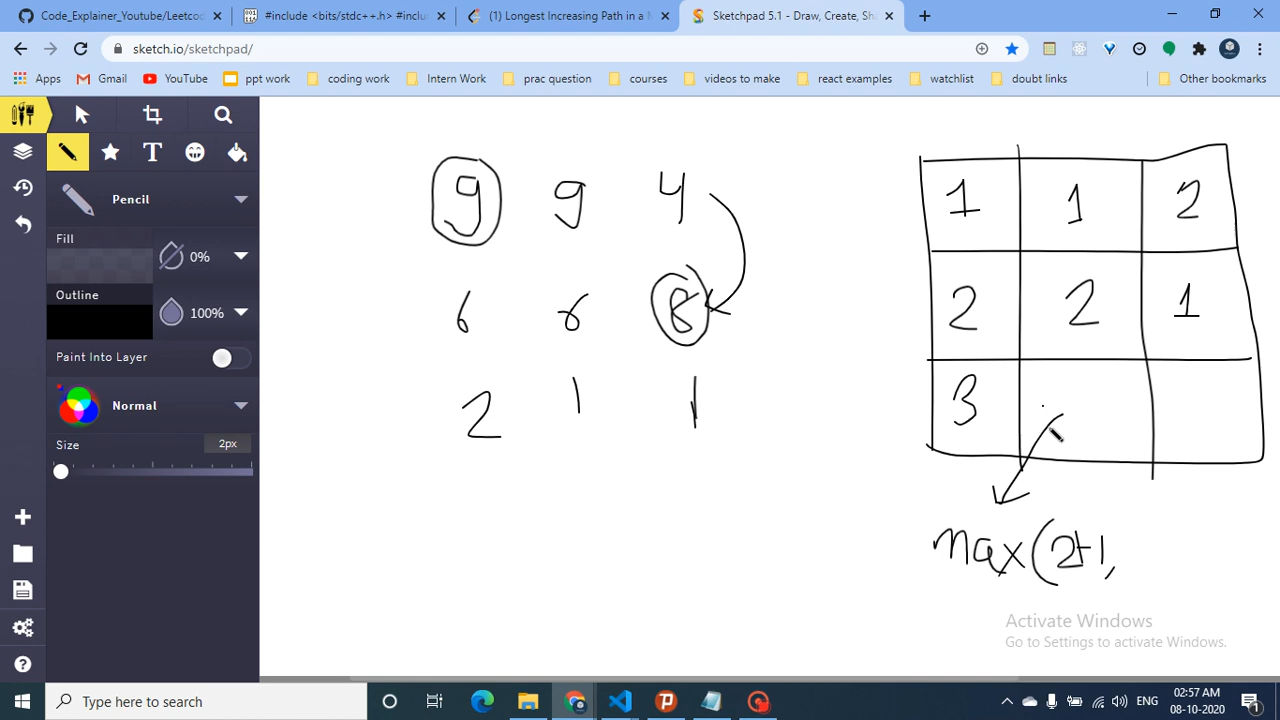 Code_Explainer_Youtube/Leetco
#include <bits/stdc++.h> #inclu
(1) Longest Increasing Path in a M
Sketchpad 5.1 - Draw, Create, Sha
sketch.io/sketchpad/
Apps Gmail YouTube ppt work coding work Intern Work prac question courses videos to make react examples watchlist doubt links Other bookmarks
Pencil
Fill
0%
Outline
100%
Paint Into Layer
Normal
Size 2px
9 9 4
6 6 8
2 1 1
1 1 2
2 2 1
3
max(2+1,
Activate Windows
Go to Settings to activate Windows.
Type here to search
ENG
02:57 AM
08-10-2020